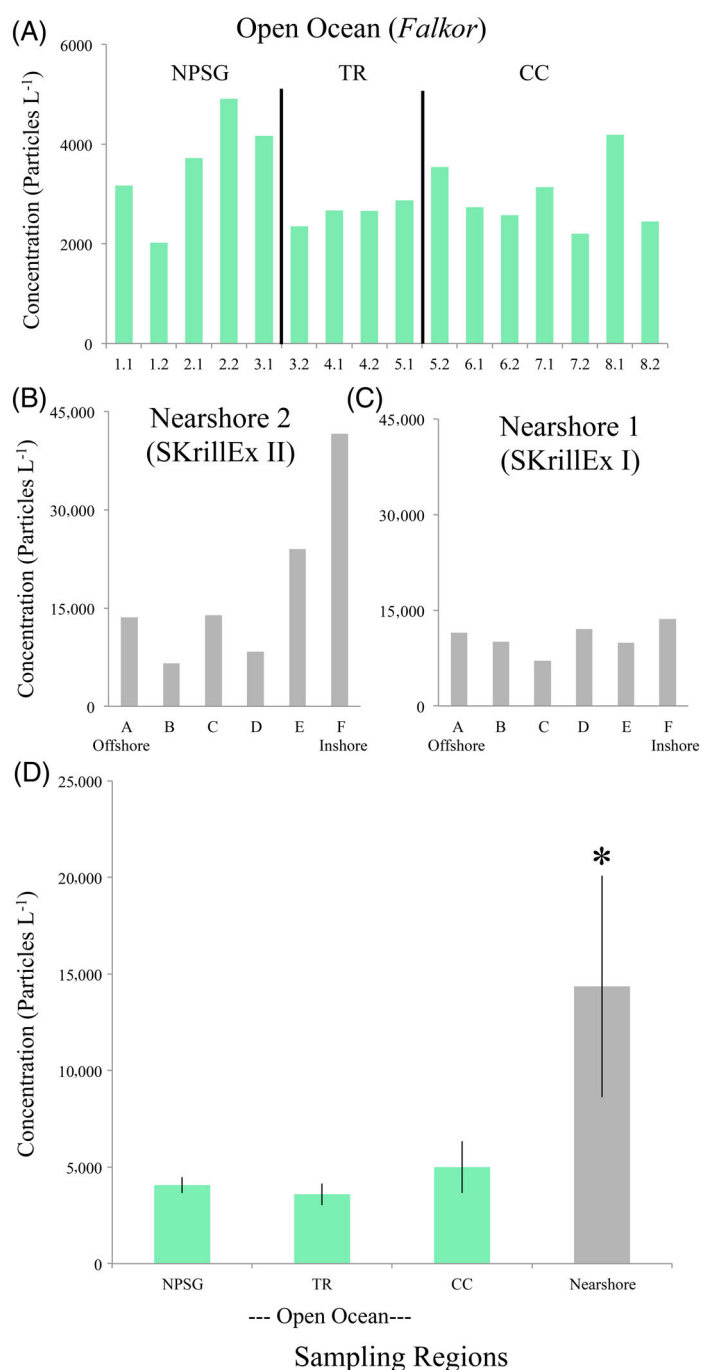 (A)
Open Ocean (Falkor)
Concentration (Particles L-1)
6000
4000
2000
0
NPSG TR CC
1.1 1.2 2.1 2.2 3.1 3.2 4.1 4.2 5.1 5.2 6.1 6.2 7.1 7.2 8.1 8.2
(B)
Nearshore 2
(SKrillEx II)
Concentration (Particles L-1)
45,000
30,000
15,000
0
A B C D E F
Offshore Inshore
(C)
Nearshore 1
(SKrillEx I)
45,000
30,000
15,000
0
A B C D E F
Offshore Inshore
(D)
Concentration (Particles L-1)
25,000
20,000
15,000
10,000
5,000
0
*
NPSG TR CC Nearshore
--- Open Ocean---
Sampling Regions